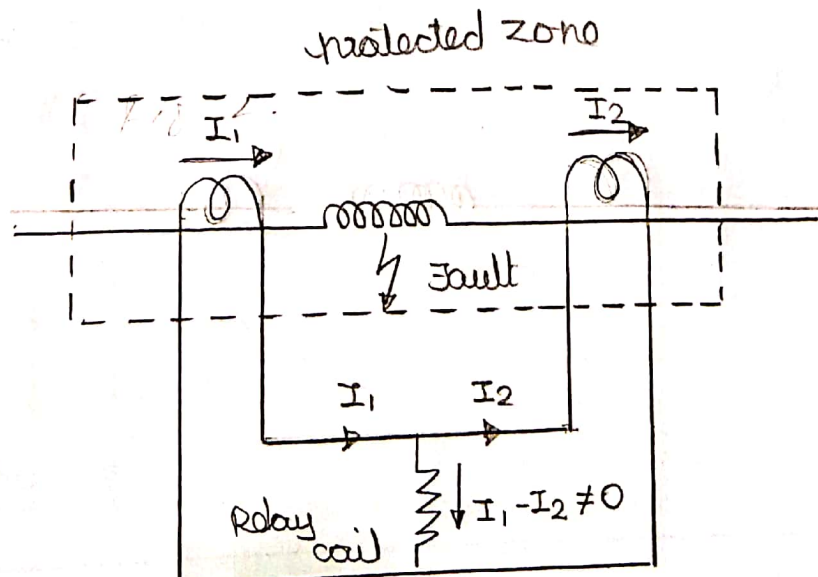 protected zone
I₁
I₂
Fault
I₁
I₂
Relay
coil
I₁ - I₂ ≠ 0